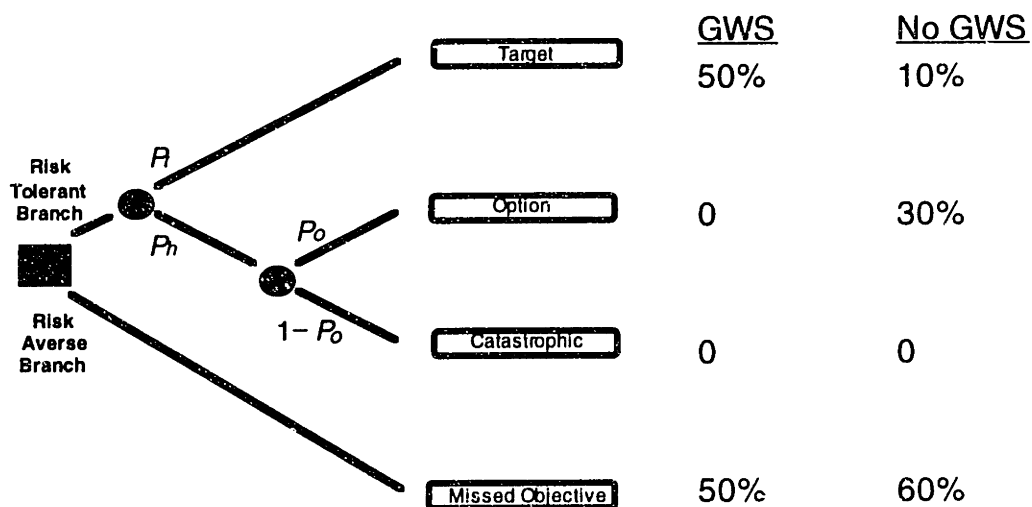 GWS No GWS
Target 50% 10%
Pt
Risk
Tolerant
Branch
Option 0 30%
Ph
Po
1 – Po
Catastrophic 0 0
Risk
Averse
Branch
Missed Objective 50% 60%